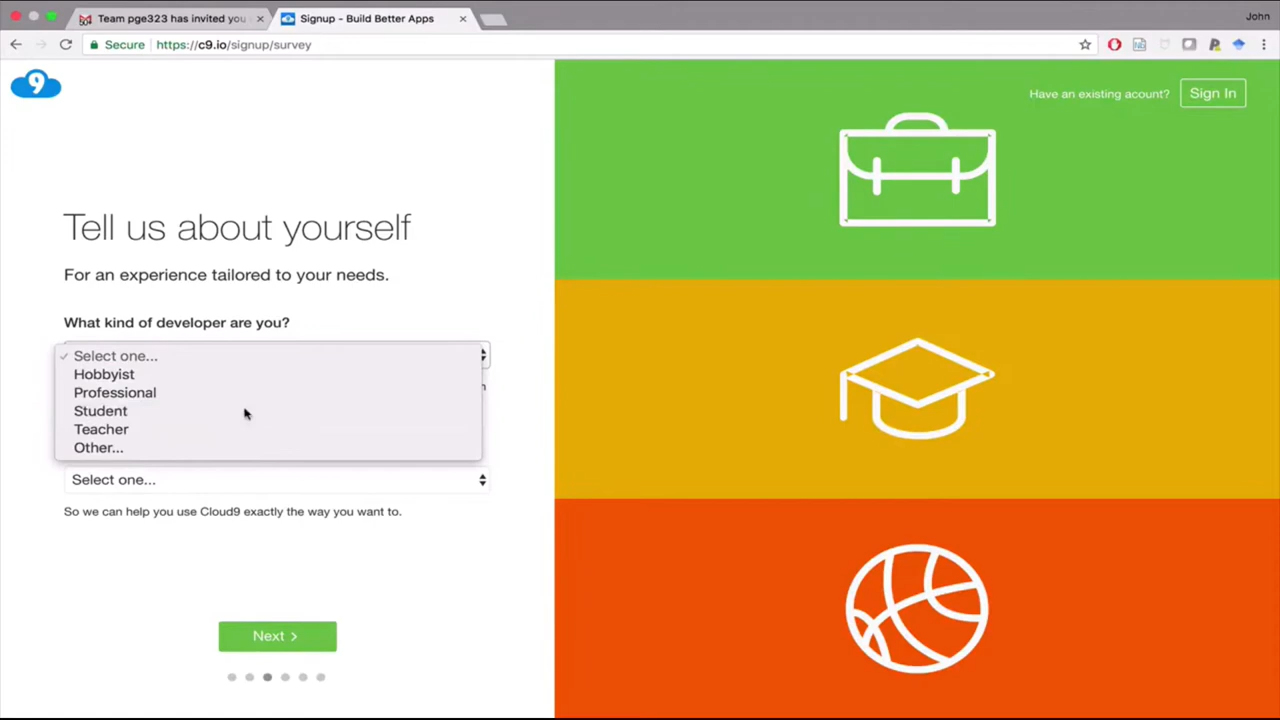 Team pge323 has invited you
Signup - Build Better Apps
John
Secure
https://c9.io/signup/survey
9
Have an existing acount?
Sign In
Tell us about yourself
For an experience tailored to your needs.
What kind of developer are you?
Select one...
Hobbyist
Professional
Student
Teacher
Other...
Select one...
So we can help you use Cloud9 exactly the way you want to.
Next >